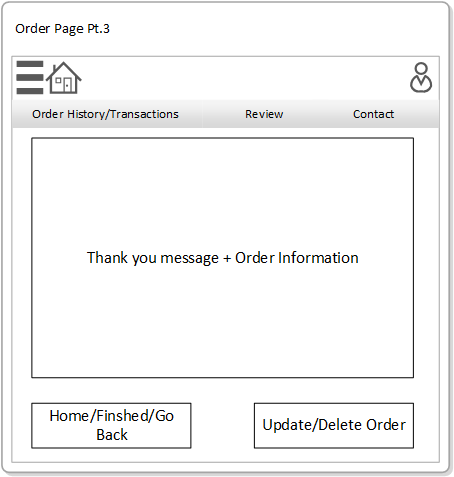 Order Page Pt.3
Order History/Transactions Review Contact
Thank you message + Order Information
Home/Finshed/Go
Back
Update/Delete Order